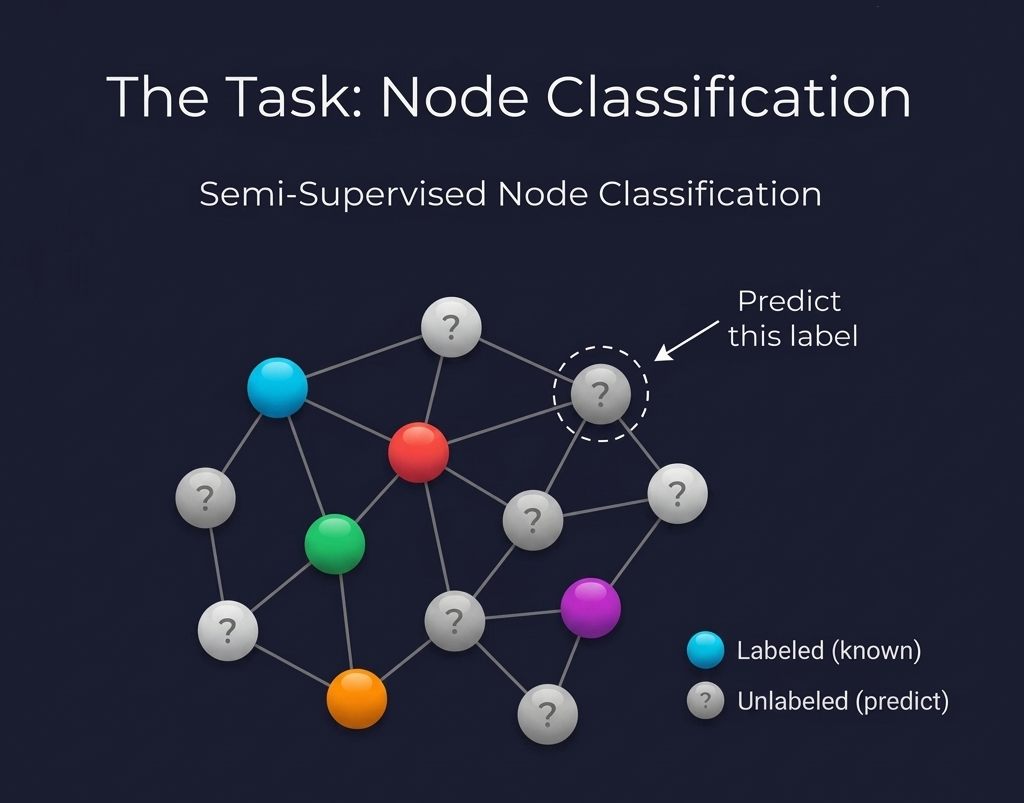 The Task: Node Classification
Semi-Supervised Node Classification
Predict
this label
?
?
?
?
?
?
?
?
Labeled (known)
? Unlabeled (predict)